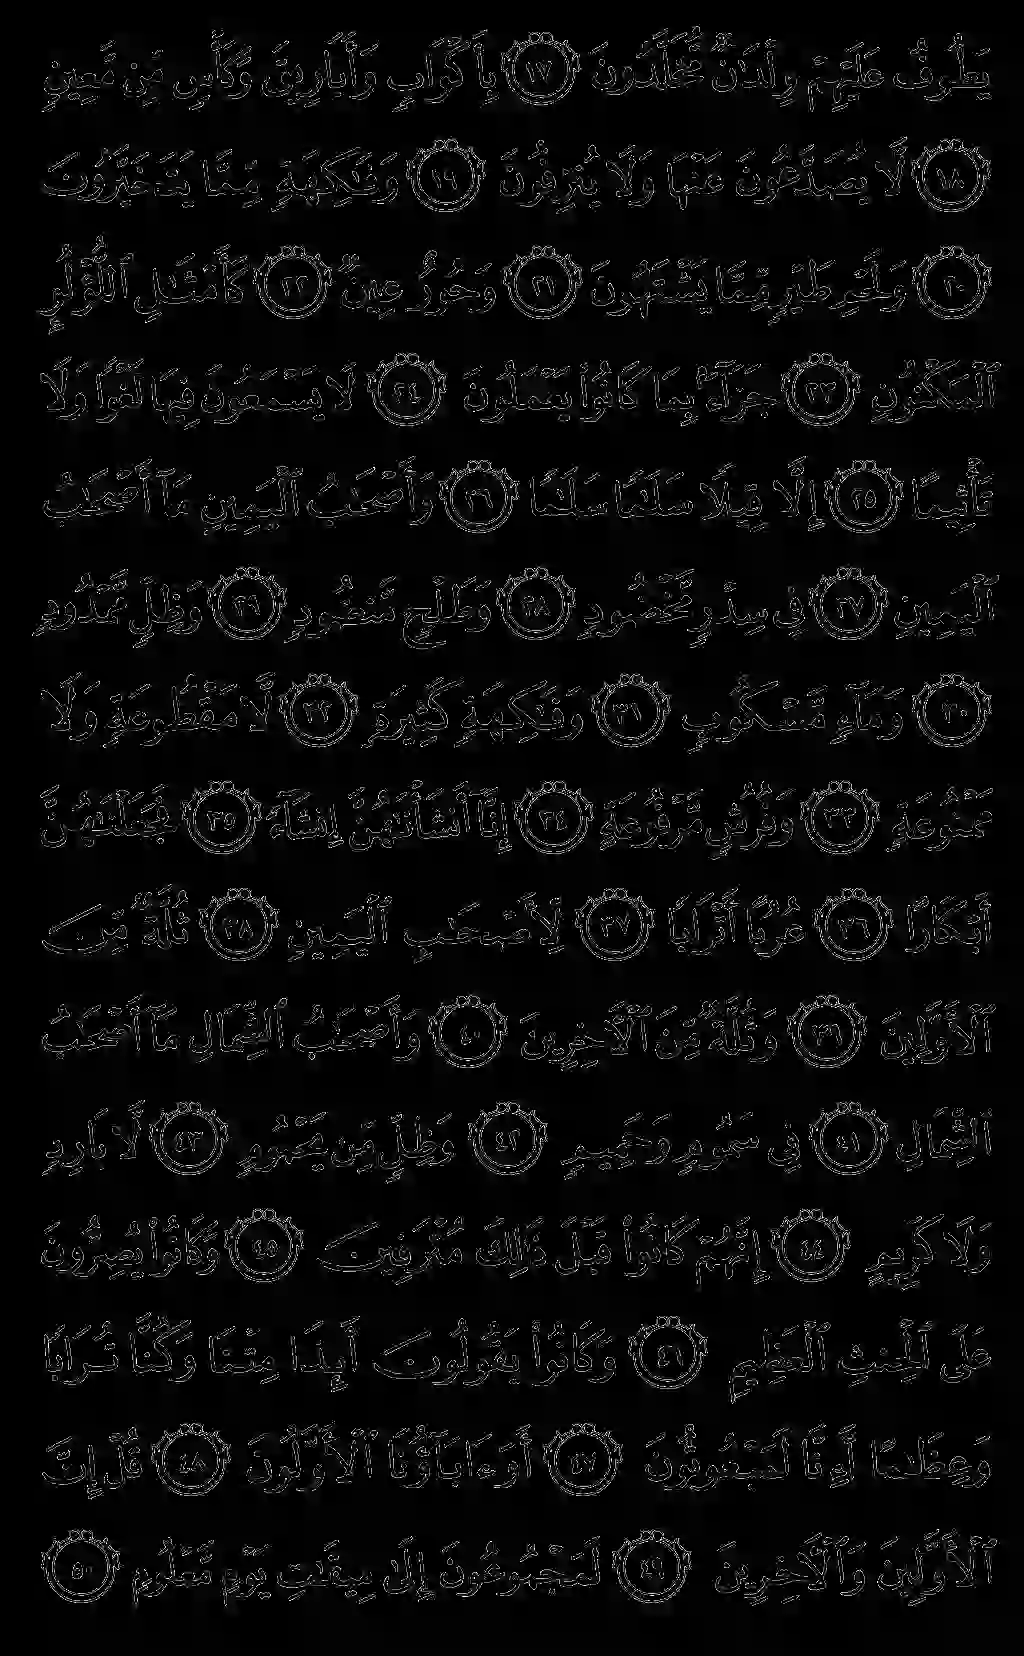 يَطُوفُ عَلَيْهِمْ وِلْدَٰنٌ مُّخَلَّدُونَ ١٧ بِأَكْوَابٍ وَأَبَارِيقَ وَكَأْسٍ مِّن مَّعِينٍ
١٨ لَّا يُصَدَّعُونَ عَنْهَا وَلَا يُنزِفُونَ ١٩ وَفَٰكِهَةٍ مِّمَّا يَتَخَيَّرُونَ
٢٠ وَلَحْمِ طَيْرٍ مِّمَّا يَشْتَهُونَ ٢١ وَحُورٌ عِينٌ ٢٢ كَأَمْثَٰلِ ٱللُّؤْلُؤِ
ٱلْمَكْنُونِ ٢٣ جَزَآءًۢ بِمَا كَانُوا۟ يَعْمَلُونَ ٢٤ لَا يَسْمَعُونَ فِيهَا لَغْوًا وَلَا
تَأْثِيمًا ٢٥ إِلَّا قِيلًا سَلَٰمًا سَلَٰمًا ٢٦ وَأَصْحَٰبُ ٱلْيَمِينِ مَآ أَصْحَٰبُ
ٱلْيَمِينِ ٢٧ فِى سِدْرٍ مَّخْضُودٍ ٢٨ وَطَلْحٍ مَّنضُودٍ ٢٩ وَظِلٍّ مَّمْدُودٍ
٣٠ وَمَآءٍ مَّسْكُوبٍ ٣١ وَفَٰكِهَةٍ كَثِيرَةٍ ٣٢ لَّا مَقْطُوعَةٍ وَلَا
مَمْنُوعَةٍ ٣٣ وَفُرُشٍ مَّرْفُوعَةٍ ٣٤ إِنَّآ أَنشَأْنَٰهُنَّ إِنشَآءً ٣٥ فَجَعَلْنَٰهُنَّ
أَبْكَارًا ٣٦ عُرُبًا أَتْرَابًا ٣٧ لِّأَصْحَٰبِ ٱلْيَمِينِ ٣٨ ثُلَّةٌ مِّنَ
ٱلْأَوَّلِينَ ٣٩ وَثُلَّةٌ مِّنَ ٱلْءَاخِرِينَ ٤٠ وَأَصْحَٰبُ ٱلشِّمَالِ مَآ أَصْحَٰبُ
ٱلشِّمَالِ ٤١ فِى سَمُومٍ وَحَمِيمٍ ٤٢ وَظِلٍّ مِّن يَحْمُومٍ ٤٣ لَّا بَارِدٍ
وَلَا كَرِيمٍ ٤٤ إِنَّهُمْ كَانُوا۟ قَبْلَ ذَٰلِكَ مُتْرَفِينَ ٤٥ وَكَانُوا۟ يُصِرُّونَ
عَلَى ٱلْحِنثِ ٱلْعَظِيمِ ٤٦ وَكَانُوا۟ يَقُولُونَ أَئِذَا مِتْنَا وَكُنَّا تُرَابًا
وَعِظَٰمًا أَءِنَّا لَمَبْعُوثُونَ ٤٧ أَوَءَابَآؤُنَا ٱلْأَوَّلُونَ ٤٨ قُلْ إِنَّ
ٱلْأَوَّلِينَ وَٱلْءَاخِرِينَ ٤٩ لَمَجْمُوعُونَ إِلَىٰ مِيقَٰتِ يَوْمٍ مَّعْلُومٍ ٥٠